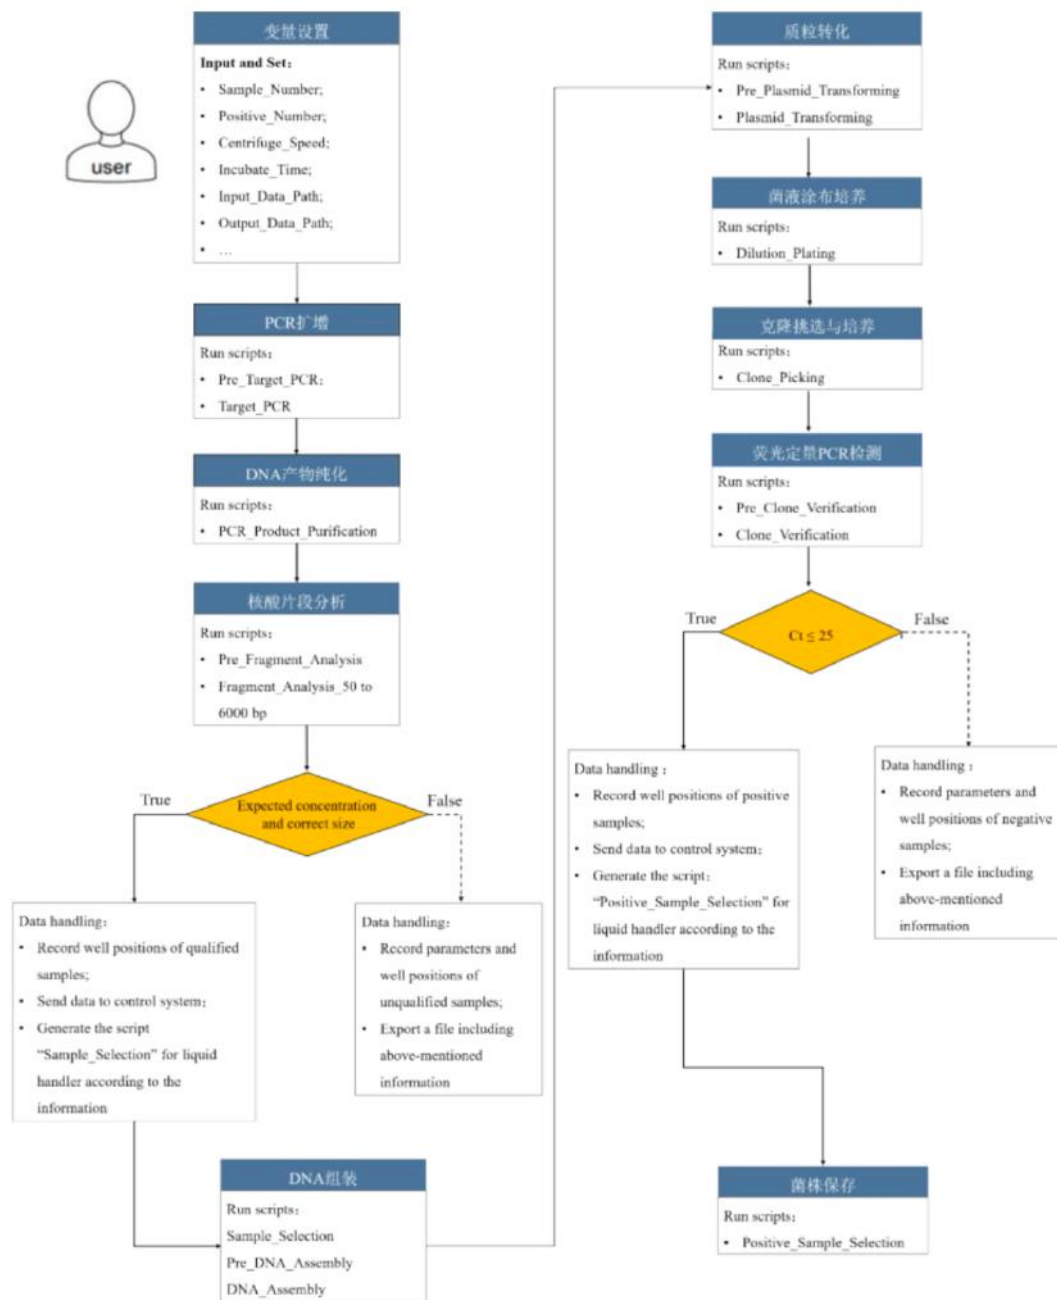 user
变量设置
Input and Set：
• Sample_Number;
• Positive_Number;
• Centrifuge_Speed;
• Incubate_Time;
• Input_Data_Path;
• Output_Data_Path;
• …
PCR扩增
Run scripts：
• Pre_Target_PCR；
• Target_PCR
DNA产物纯化
Run scripts：
• PCR_Product_Purification
核酸片段分析
Run scripts：
• Pre_Fragment_Analysis
• Fragment_Analysis_50 to
6000 bp
Expected concentration
and correct size
True
False
Data handling：
• Record well positions of qualified
samples;
• Send data to control system；
• Generate the script
“Sample_Selection” for liquid
handler according to the
information
Data handling：
• Record parameters and
well positions of
unqualified samples;
• Export a file including
above-mentioned
information
DNA组装
Run scripts：
Sample_Selection
Pre_DNA_Assembly
DNA_Assembly
质粒转化
Run scripts：
• Pre_Plasmid_Transforming
• Plasmid_Transforming
菌液涂布培养
Run scripts：
• Dilution_Plating
克隆挑选与培养
Run scripts：
• Clone_Picking
荧光定量PCR检测
Run scripts：
• Pre_Clone_Verification
• Clone_Verification
Ct ≤ 25
True
False
Data handling ：
• Record well positions of positive
samples;
• Send data to control system；
• Generate the script：
“Positive_Sample_Selection” for
liquid handler according to the
information
Data handling ：
• Record parameters and
well positions of negative
samples;
• Export a file including
above-mentioned
information
菌株保存
Run scripts：
• Positive_Sample_Selection